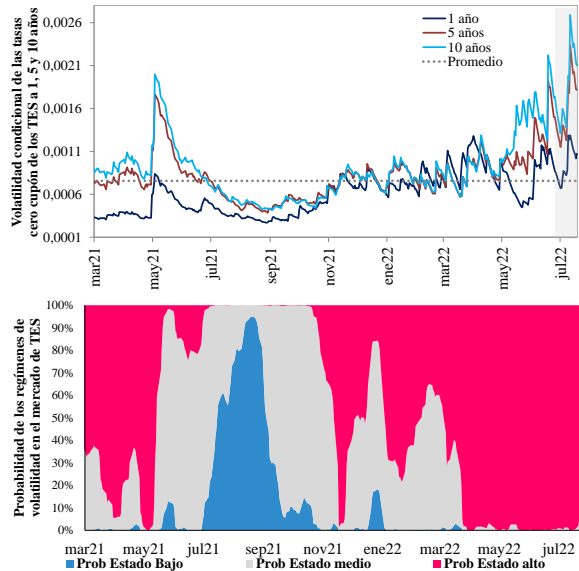 Volatilidad condicional de las tasas
cero cupón de los TES a 1, 5 y 10 años
0,0026
0,0021
0,0016
0,0011
0,0006
0,0001
1 año
5 años
10 años
Promedio
mar21
may21
jul21
sep21
nov21
ene22
mar22
may22
jul22
Probabilidad de los regímenes de
volatilidad en el mercado de TES
100%
90%
80%
70%
60%
50%
40%
30%
20%
10%
0%
mar21 may21 jul21 sep21 nov21 ene22 mar22 may22 jul22
Prob Estado Bajo Prob Estado medio Prob Estado alto